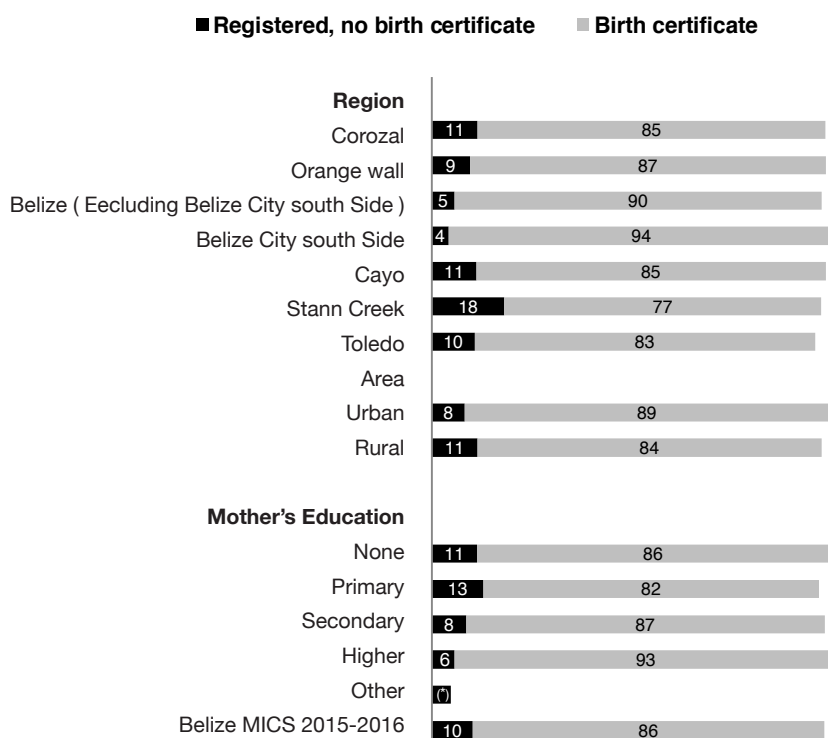 Registered, no birth certificate Birth certificate
Region
Corozal 11 85
Orange wall 9 87
Belize ( Eecluding Belize City south Side ) 5 90
Belize City south Side 4 94
Cayo 11 85
Stann Creek 18 77
Toledo 10 83
Area
Urban 8 89
Rural 11 84
Mother's Education
None 11 86
Primary 13 82
Secondary 8 87
Higher 6 93
Other (*)
Belize MICS 2015-2016 10 86